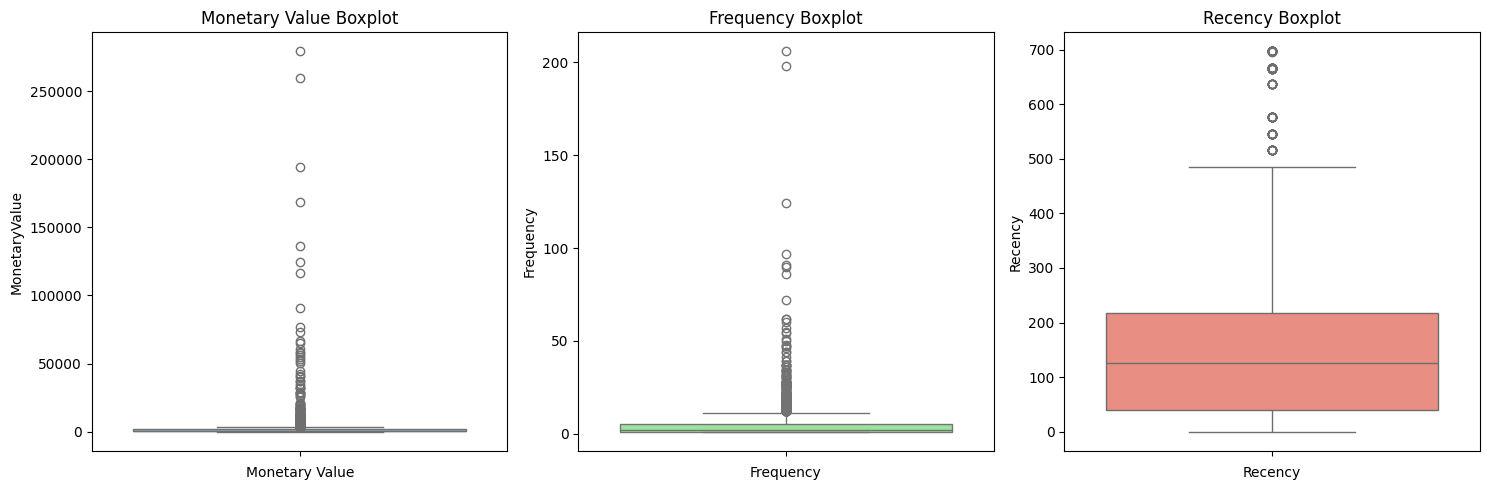 Monetary Value Boxplot
MonetaryValue
250000
200000
150000
100000
50000
0
Monetary Value
Frequency Boxplot
Frequency
200
150
100
50
0
Frequency
Recency Boxplot
Recency
700
600
500
400
300
200
100
0
Recency